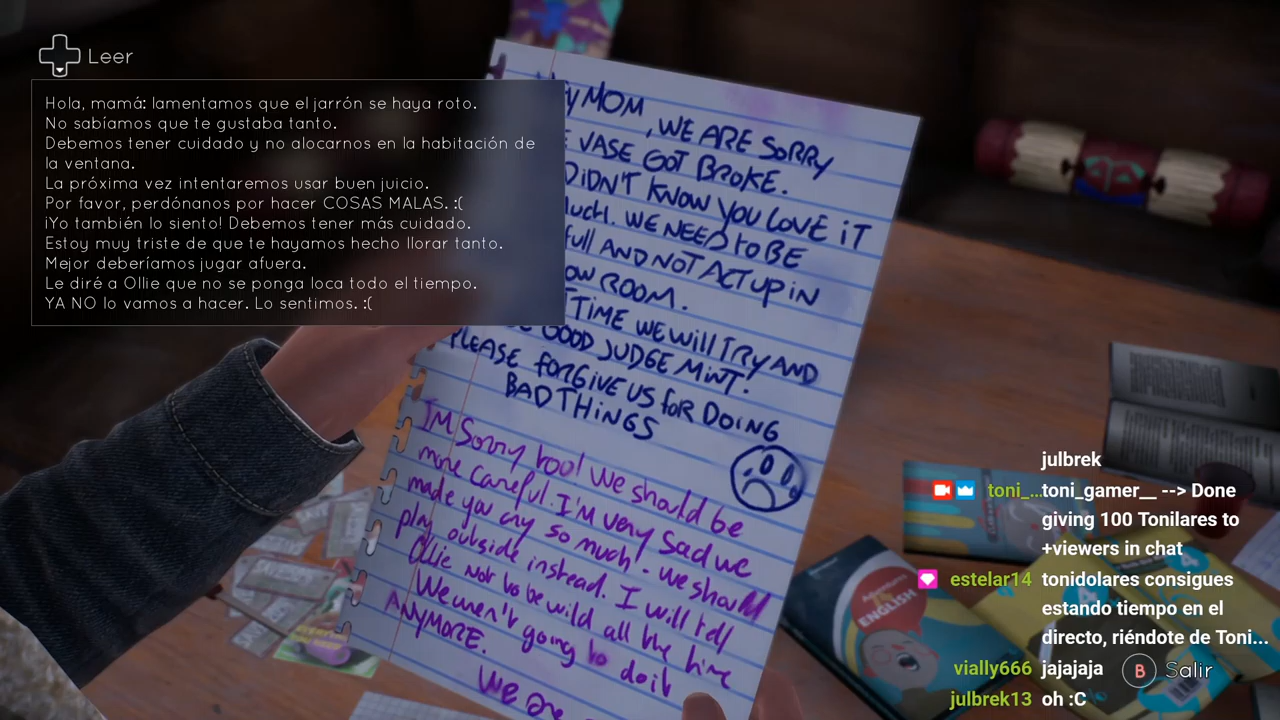 Leer
Hola, mamá: lamentamos que el jarrón se haya roto.
No sabíamos que te gustaba tanto.
Debemos tener cuidado y no alocarnos en la habitación de
la ventana.
La próxima vez intentaremos usar buen juicio.
Por favor, perdónanos por hacer COSAS MALAS. :(
¡Yo también lo siento! Debemos tener más cuidado.
Estoy muy triste de que te hayamos hecho llorar tanto.
Mejor deberíamos jugar afuera.
Le diré a Ollie que no se ponga loca todo el tiempo.
YA NO lo vamos a hacer. Lo sentimos. :(
MOM, WE ARE SORRY
VASE GOT BROKE.
DIDN'T KNOW YOU LOVE iT
WE NEED to BE
AND NOT ACT UP iN
ROOM.
TIME WE Will TRY AND
GOOD JUDGE MiNT.
PLEASE FORGiVE US foR DOiNG
BAD THiNGS
I'M Sorry too! We should be
more careful. I'm very sad we
made you cry so much! - we should
play outside instead. I will tell
Ollie not to be wild all the time
We uren't going to do it
ANYMORE.
We are
Adventures
ENGLISH
4
julbrek
toni_... toni_gamer__ --> Done
giving 100 Tonilares to
+viewers in chat
estelar14 tonidolares consigues
estando tiempo en el
directo, riéndote de Toni...
vially666 jajajaja
B Salir
julbrek13 oh :C